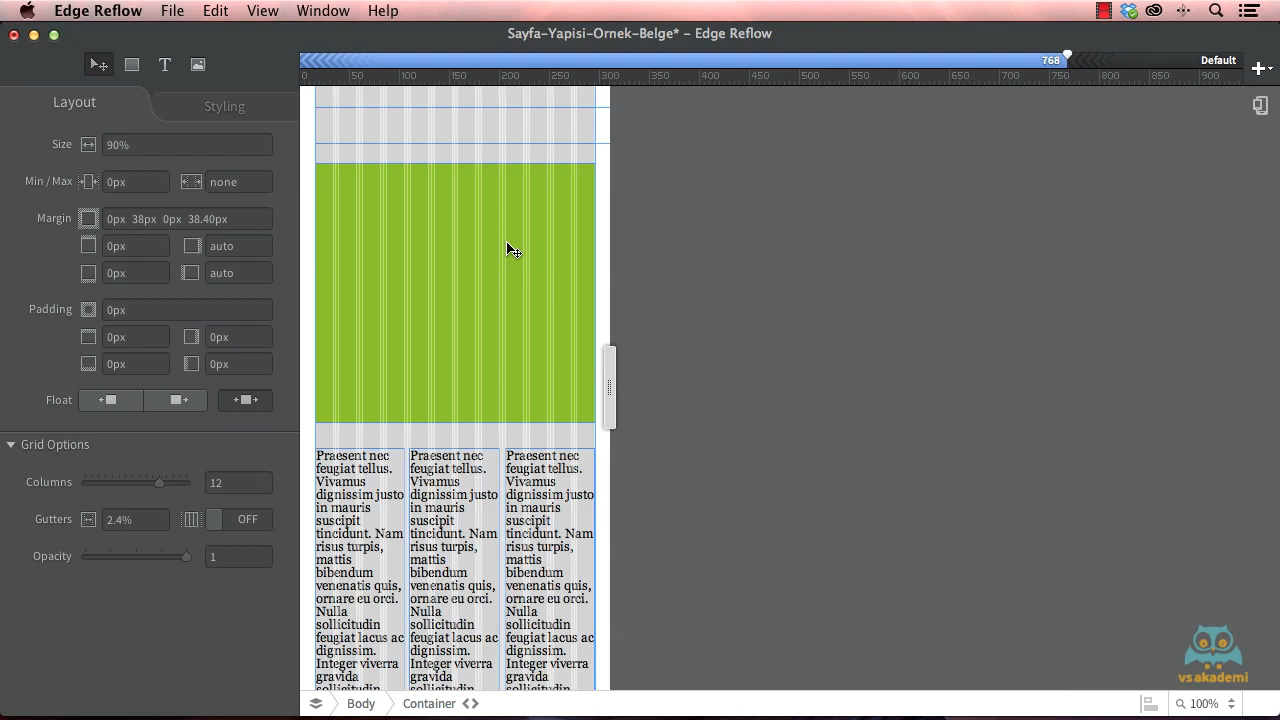 Edge Reflow File Edit View Window Help
Sayfa-Yapisi-Ornek-Belge* – Edge Reflow
768 Default
0 50 100 150 200 250 300 350 400 450 500 550 600 650 700 750 800 850 900
Layout Styling
Size 90%
Min / Max 0px none
Margin 0px 38px 0px 38.40px
0px auto
0px auto
Padding 0px
0px 0px
0px 0px
Float
Grid Options
Columns 12
Gutters 2.4% OFF
Opacity 1
Praesent nec
feugiat tellus.
Vivamus
dignissim justo
in mauris
suscipit
tincidunt. Nam
risus turpis,
mattis
bibendum
venenatis quis,
ornare eu orci.
Nulla
sollicitudin
feugiat lacus ac
dignissim.
Integer viverra
gravida
sollicitudin
Praesent nec
feugiat tellus.
Vivamus
dignissim justo
in mauris
suscipit
tincidunt. Nam
risus turpis,
mattis
bibendum
venenatis quis,
ornare eu orci.
Nulla
sollicitudin
feugiat lacus ac
dignissim.
Integer viverra
gravida
sollicitudin
Praesent nec
feugiat tellus.
Vivamus
dignissim justo
in mauris
suscipit
tincidunt. Nam
risus turpis,
mattis
bibendum
venenatis quis,
ornare eu orci.
Nulla
sollicitudin
feugiat lacus ac
dignissim.
Integer viverra
gravida
sollicitudin
vsakademi
Body Container 100%